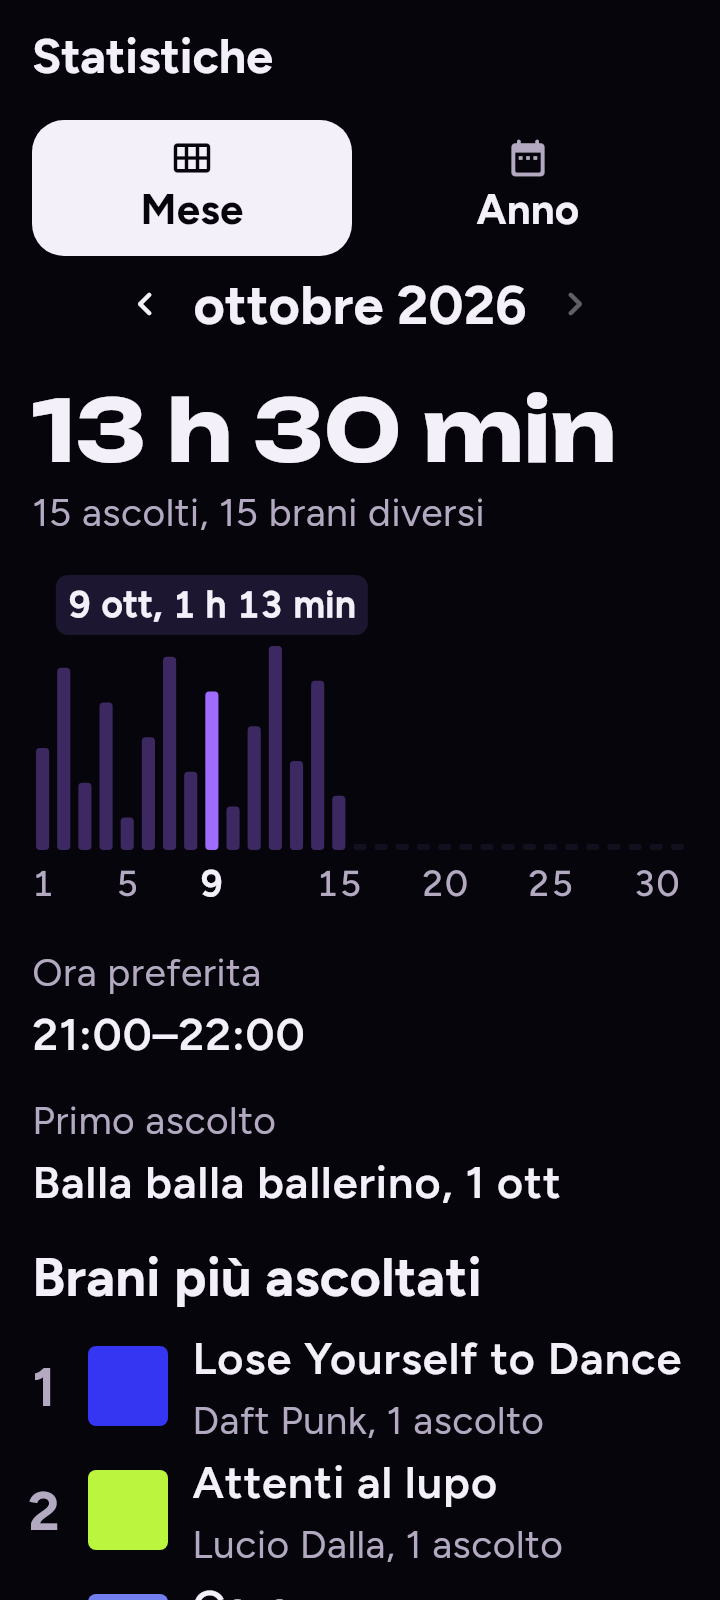 Statistiche
Mese
Anno
ottobre 2026
13 h 30 min
15 ascolti, 15 brani diversi
9 ott, 1 h 13 min
1 5 9 15 20 25 30
Ora preferita
21:00–22:00
Primo ascolto
Balla balla ballerino, 1 ott
Brani più ascoltati
1
Lose Yourself to Dance
Daft Punk, 1 ascolto
2
Attenti al lupo
Lucio Dalla, 1 ascolto